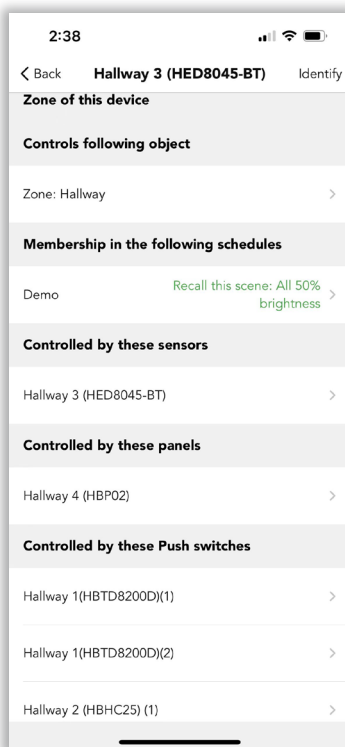 2:38
Back Hallway 3 (HED8045-BT) Identify
Zone of this device
Controls following object
Zone: Hallway
Membership in the following schedules
Demo Recall this scene: All 50%
brightness
Controlled by these sensors
Hallway 3 (HED8045-BT)
Controlled by these panels
Hallway 4 (HBP02)
Controlled by these Push switches
Hallway 1(HBTD8200D)(1)
Hallway 1(HBTD8200D)(2)
Hallway 2 (HBHC25) (1)